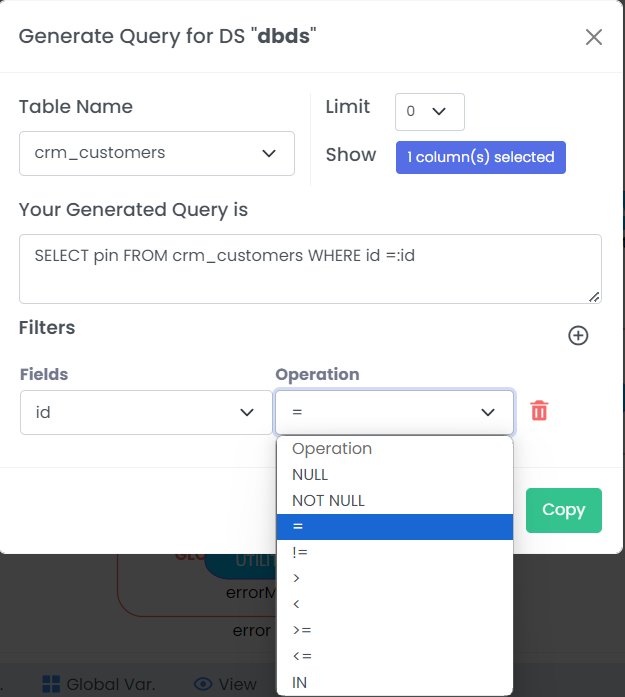 Generate Query for DS "dbds"
Table Name
Limit
0
crm_customers
Show
1 column(s) selected
Your Generated Query is
SELECT pin FROM crm_customers WHERE id =:id
Filters
Fields
Operation
id
=
Operation
NULL
NOT NULL
=
!=
>
<
>=
<=
IN
Copy
errorM
error
Global Var.
View